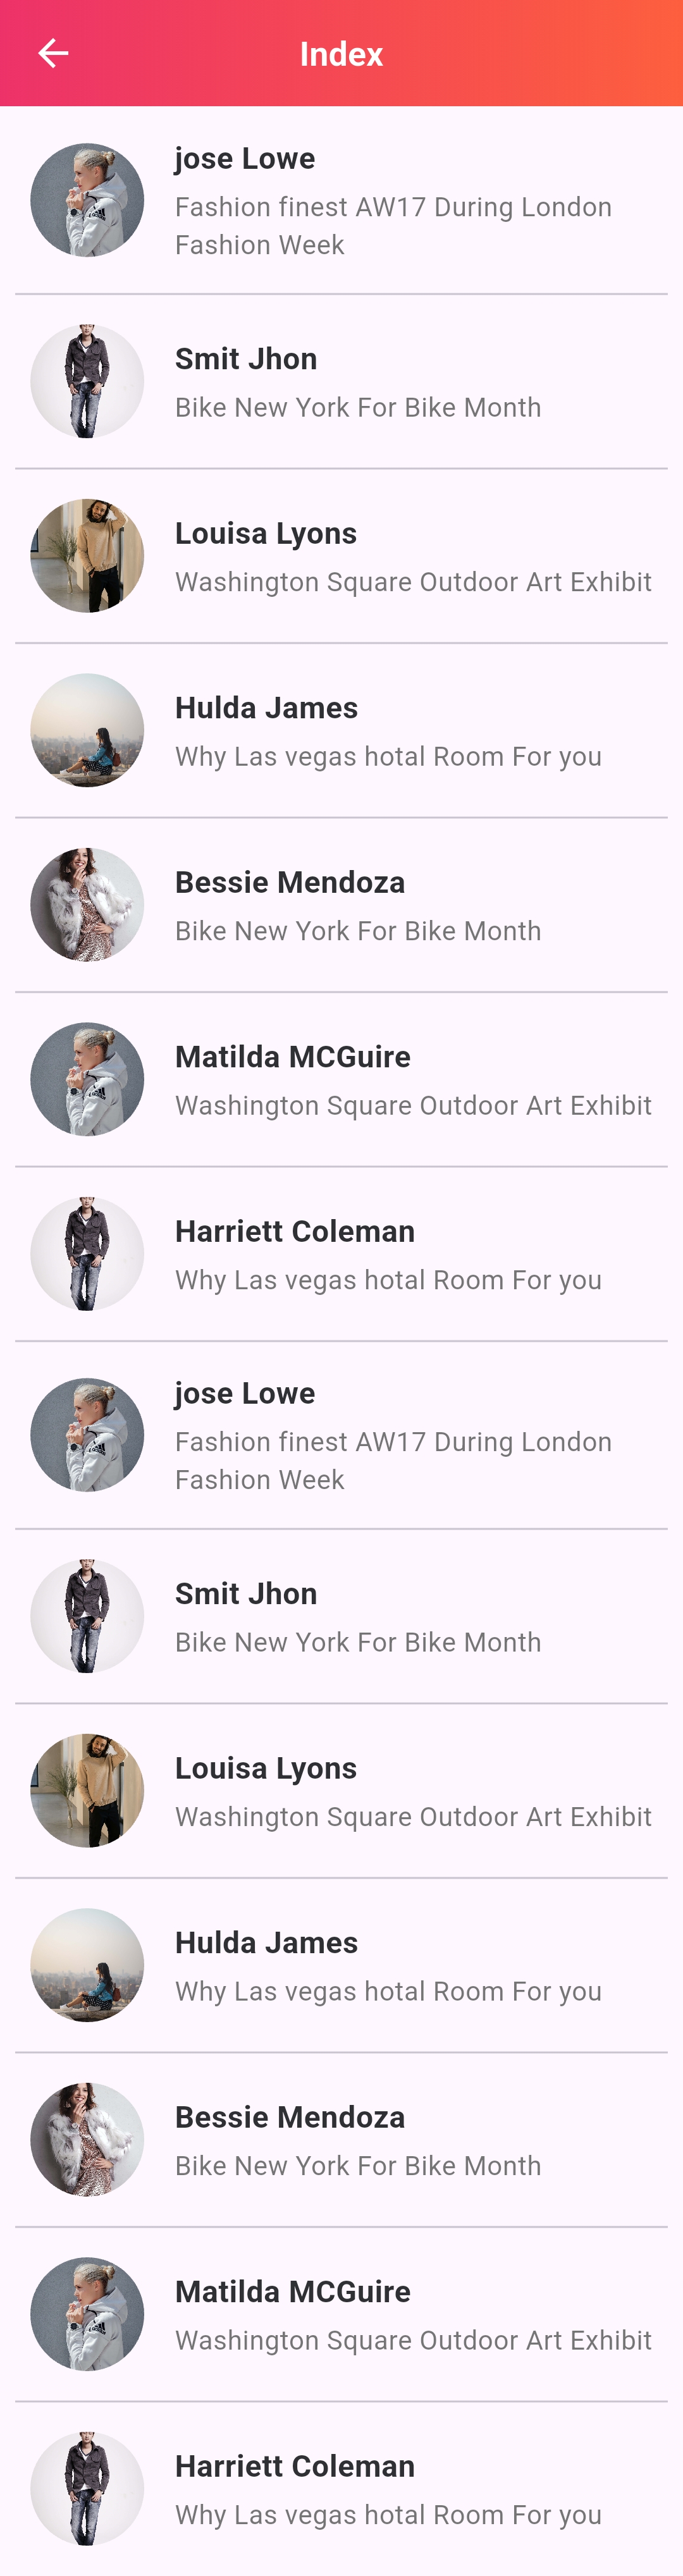 Index
jose Lowe
Fashion finest AW17 During London
Fashion Week
Smit Jhon
Bike New York For Bike Month
Louisa Lyons
Washington Square Outdoor Art Exhibit
Hulda James
Why Las vegas hotal Room For you
Bessie Mendoza
Bike New York For Bike Month
Matilda MCGuire
Washington Square Outdoor Art Exhibit
Harriett Coleman
Why Las vegas hotal Room For you
jose Lowe
Fashion finest AW17 During London
Fashion Week
Smit Jhon
Bike New York For Bike Month
Louisa Lyons
Washington Square Outdoor Art Exhibit
Hulda James
Why Las vegas hotal Room For you
Bessie Mendoza
Bike New York For Bike Month
Matilda MCGuire
Washington Square Outdoor Art Exhibit
Harriett Coleman
Why Las vegas hotal Room For you